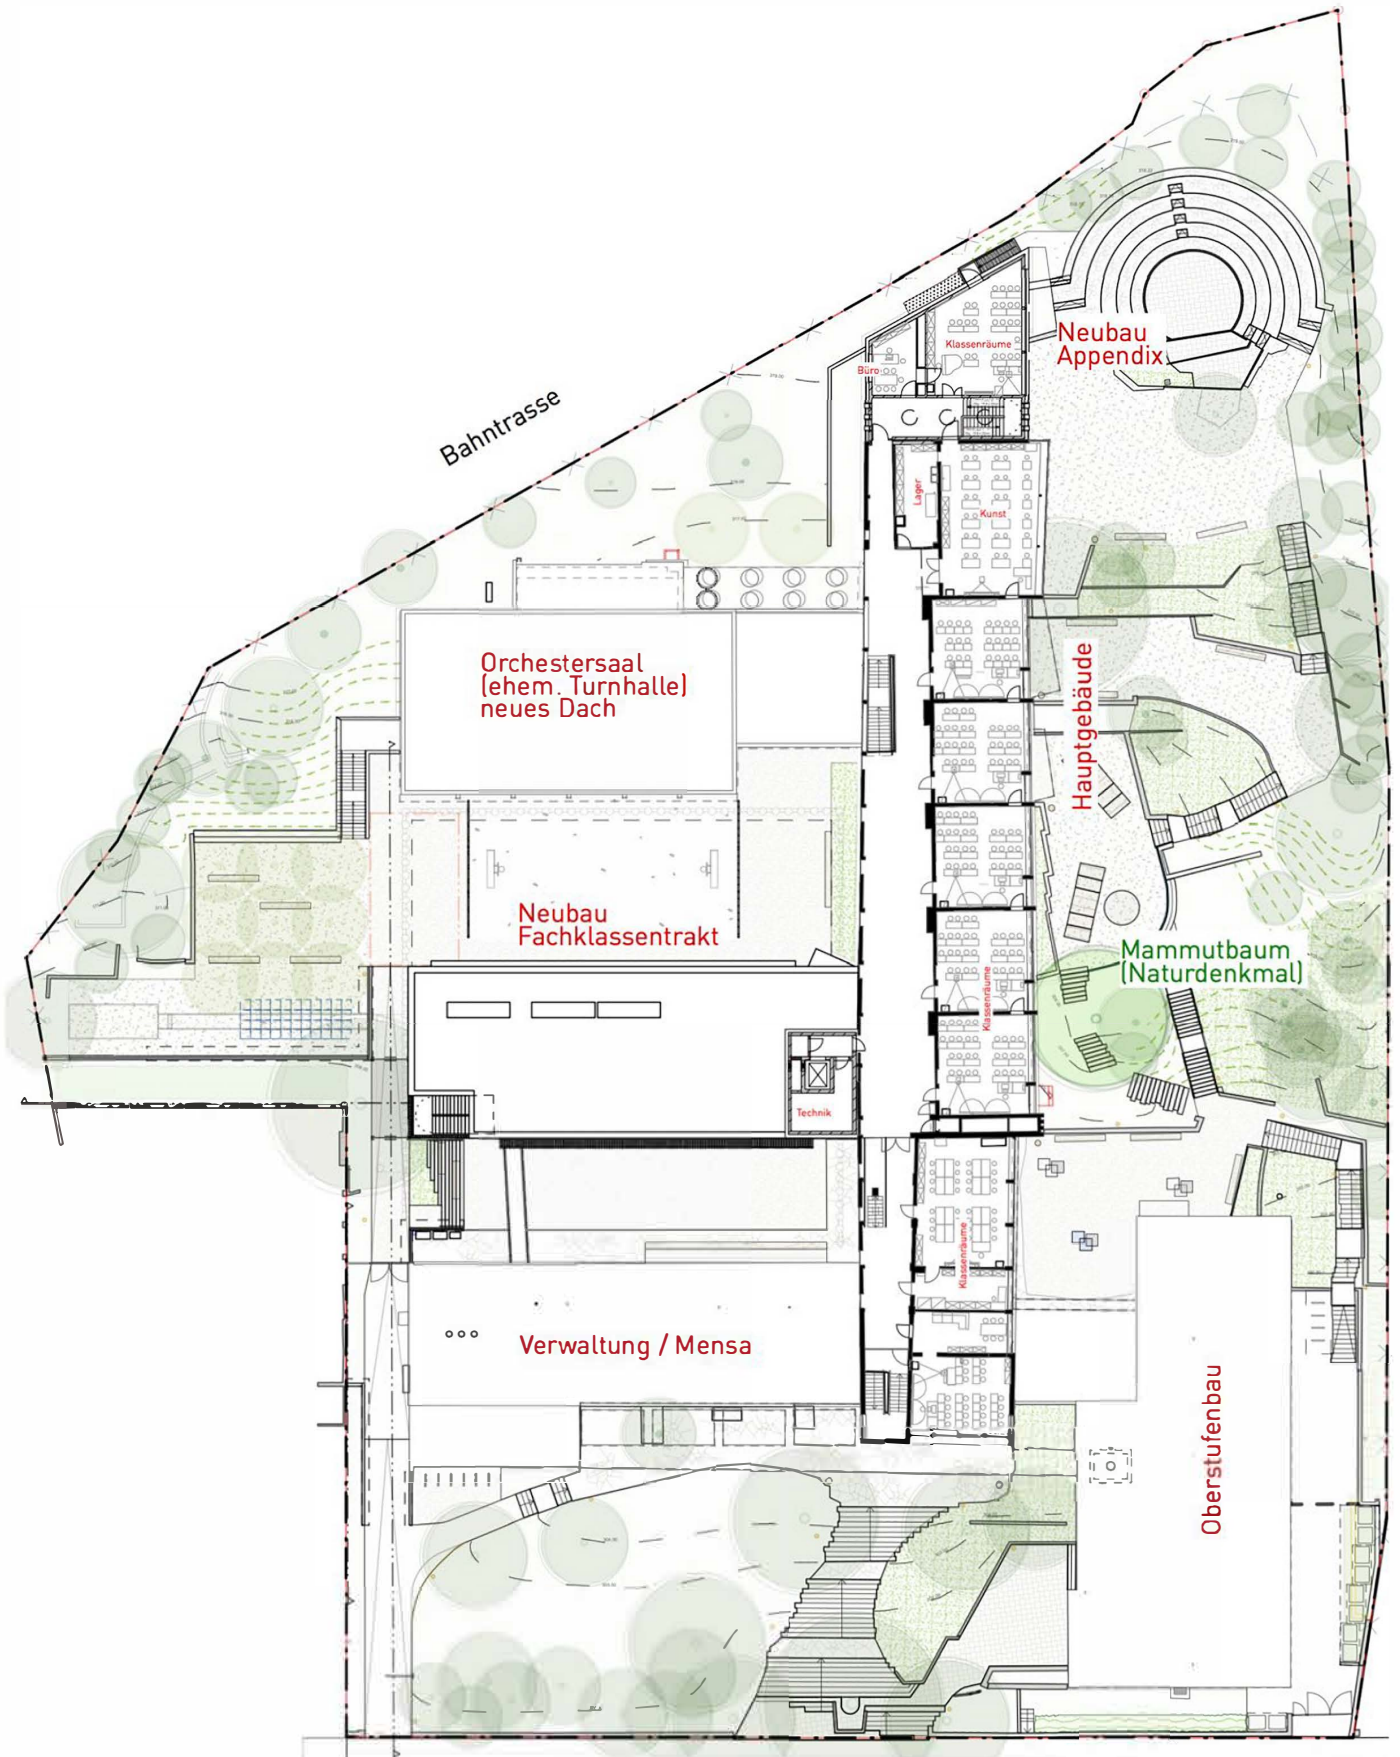 Neubau
Appendix
Klassenräume
Büro
Bahntrasse
Lager
Kunst
Orchestersaal
(ehem. Turnhalle)
neues Dach
Hauptgebäude
Neubau
Fachklassentrakt
Mammutbaum
(Naturdenkmal)
Klassenräume
Technik
Klassenräume
Verwaltung / Mensa
Oberstufenbau